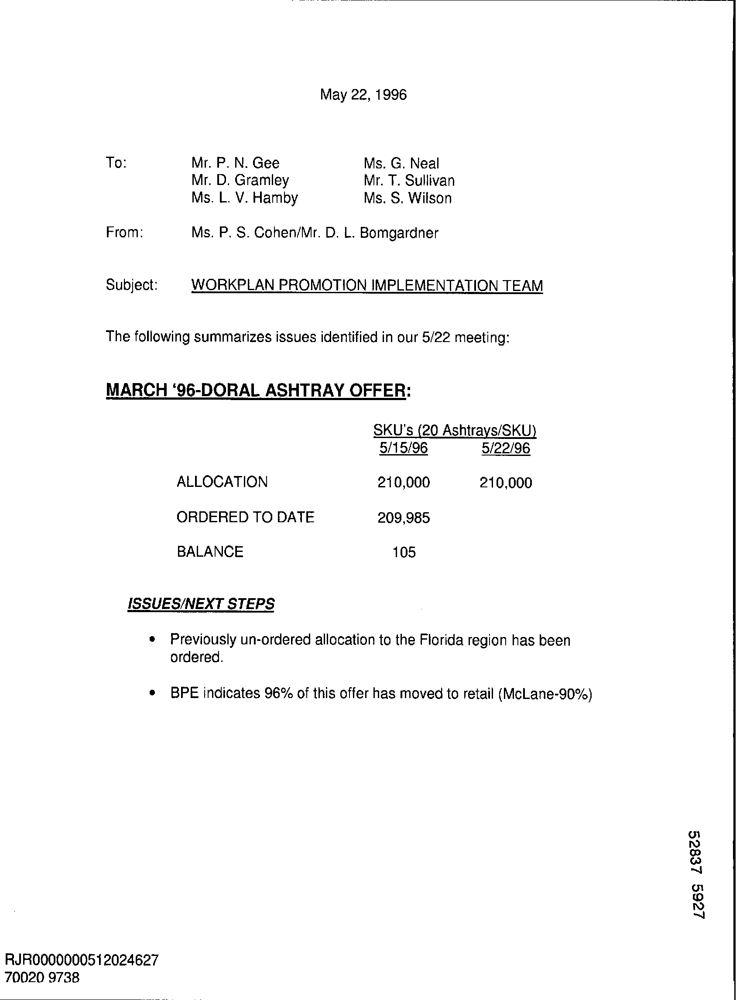 May 22, 1996
To: Mr. P. N. Gee Ms. G. Neal
Mr. D. Gramley Mr. T. Sullivan
Ms. L. V. Hamby Ms. S. Wilson
From: Ms. P. S. Cohen/Mr. D. L. Bomgardner
Subject: WORKPLAN PROMOTION IMPLEMENTATION TEAM
The following summarizes issues identified in our 5/22 meeting:
MARCH '96-DORAL ASHTRAY OFFER:
SKU's (20 Ashtrays/SKU)
5/15/96 5/22/96
ALLOCATION 210,000 210,000
ORDERED TO DATE 209,985
BALANCE 105
ISSUES/NEXT STEPS
• Previously un-ordered allocation to the Florida region has been
ordered.
• BPE indicates 96% of this offer has moved to retail (McLane-90%)
52837 5927
RJR0000000512024627
70020 9738